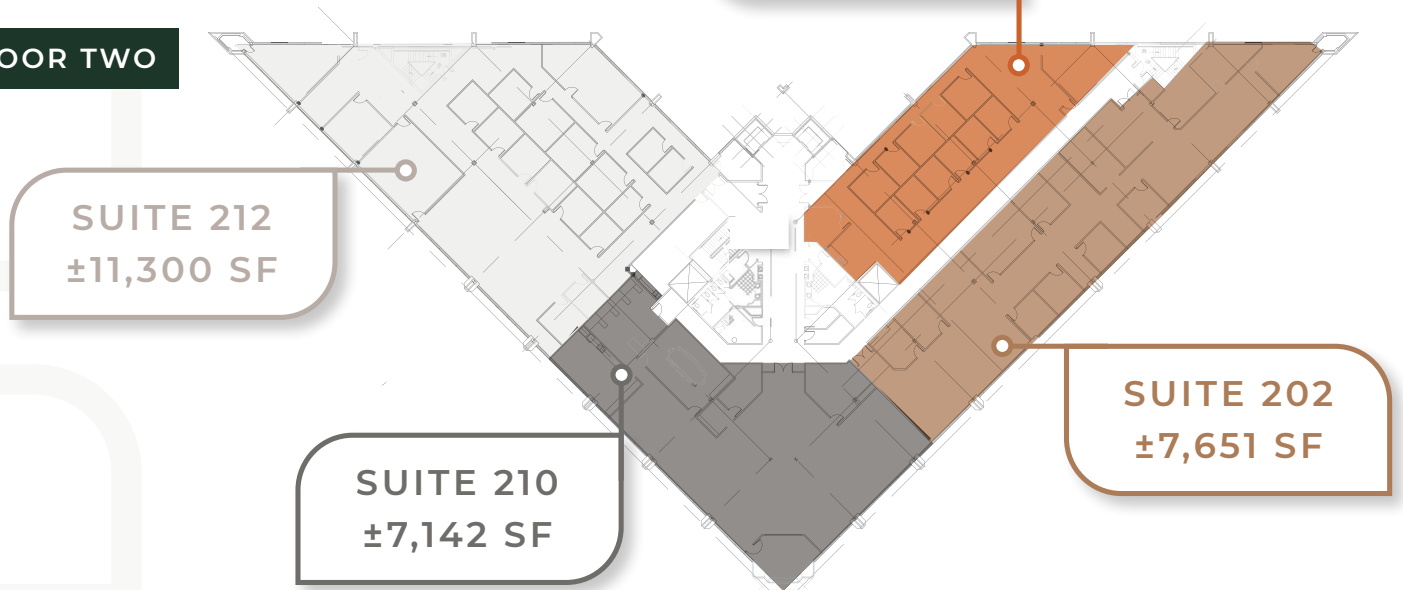 OOR TWO
SUITE 212
±11,300 SF
SUITE 202
±7,651 SF
SUITE 210
±7,142 SF